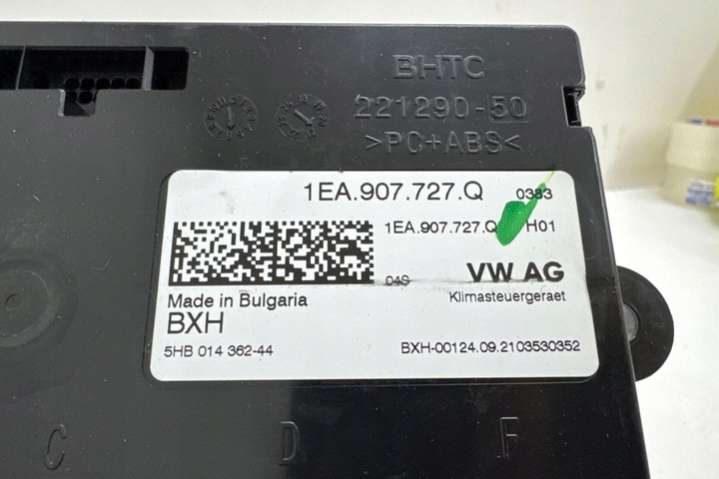 BHTC
221290-50
>PC+ABS<
1EA.907.727.Q 0383
1EA.907.727.Q H01
04S VW AG
Made in Bulgaria Klimasteuergeraet
BXH
5HB 014 362-44 BXH-00124.09.2103530352
C D F